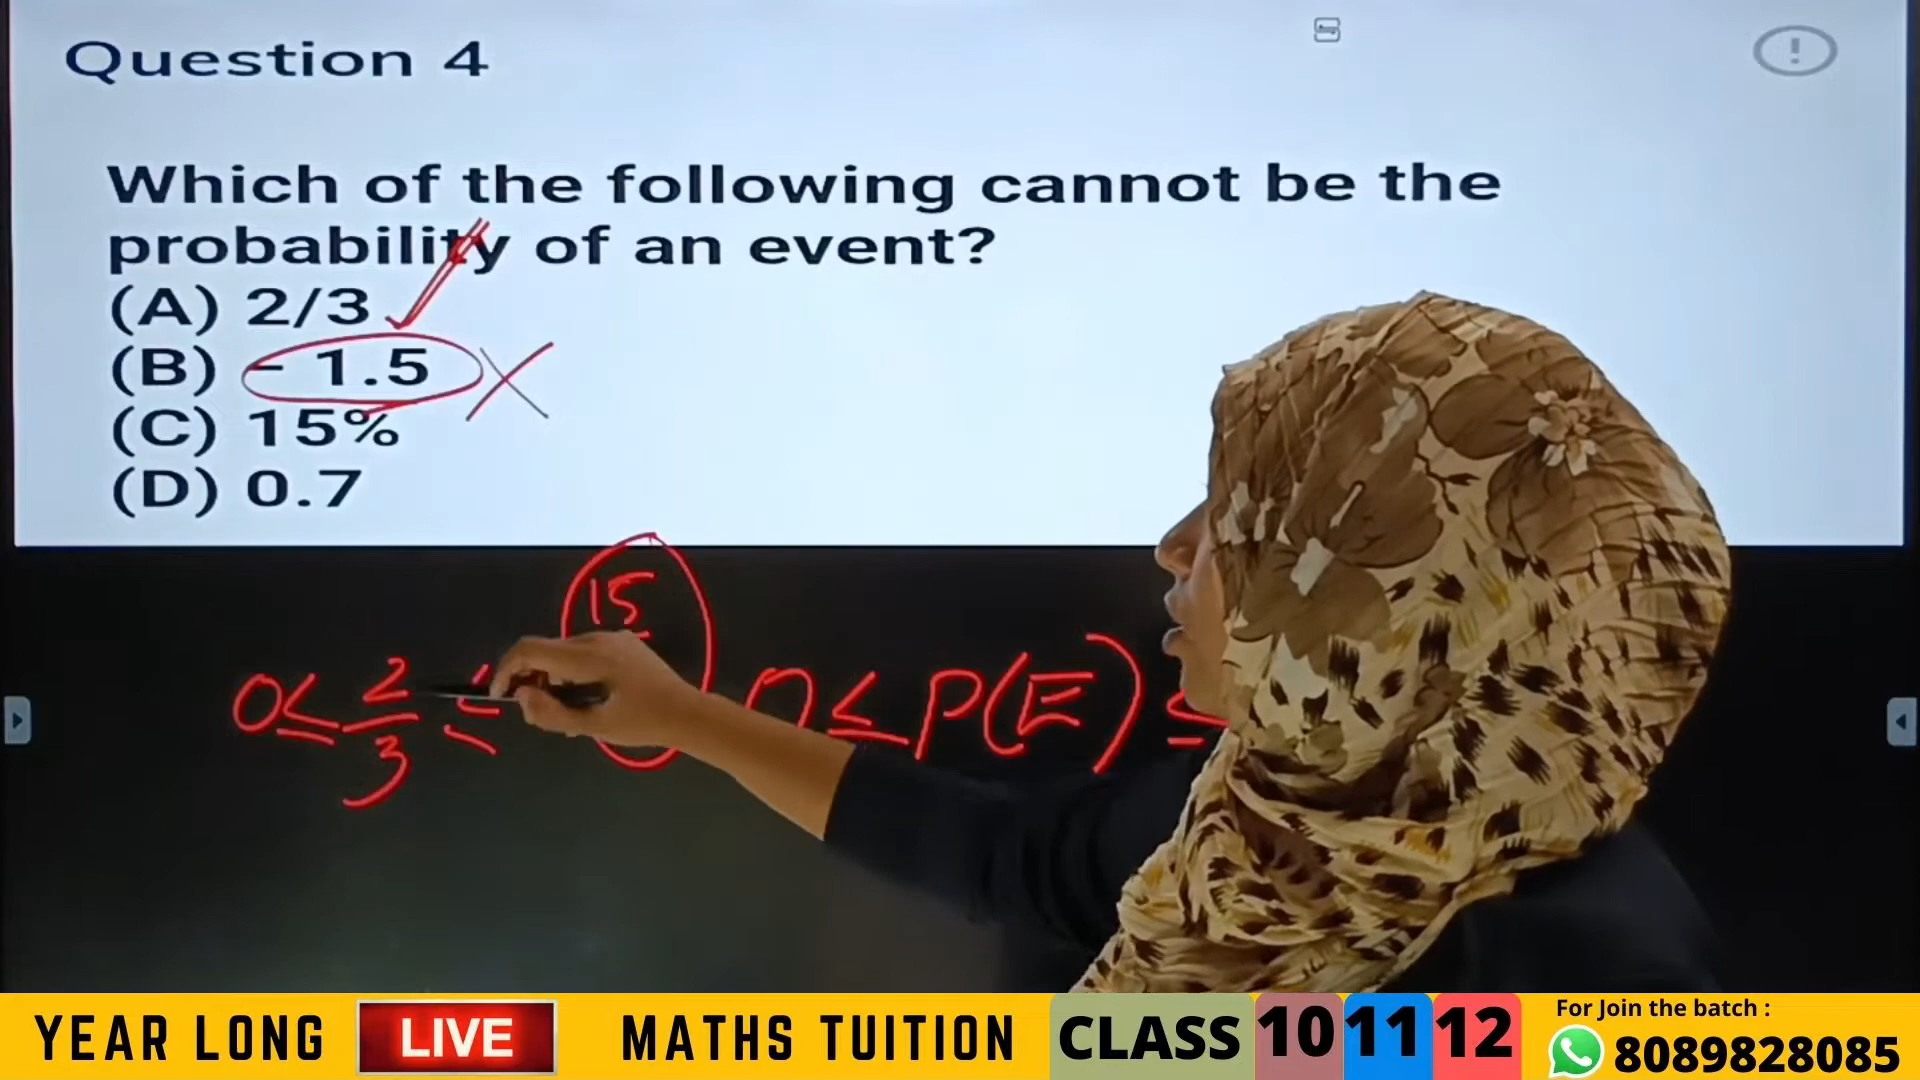 Question 4
Which of the following cannot be the
probability of an event?
(A) 2/3
(B) - 1.5
(C) 15%
(D) 0.7
15
0≤ 2/3 ≤
0≤ P(E) ≤
YEAR LONG LIVE MATHS TUITION CLASS 10 11 12
For Join the batch :
8089828085